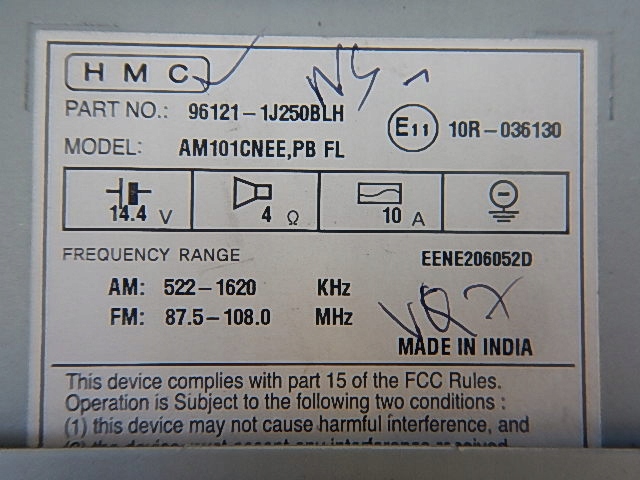 HMC
NS
PART NO.: 96121-1J250BLH
E11 10R-036130
MODEL: AM101CNEE,PB FL
14.4 V 4 Ω 10 A
FREQUENCY RANGE EENE206052D
AM: 522-1620 KHz
FM: 87.5-108.0 MHz
MADE IN INDIA
This device complies with part 15 of the FCC Rules.
Operation is Subject to the following two conditions :
(1) this device may not cause harmful interference, and